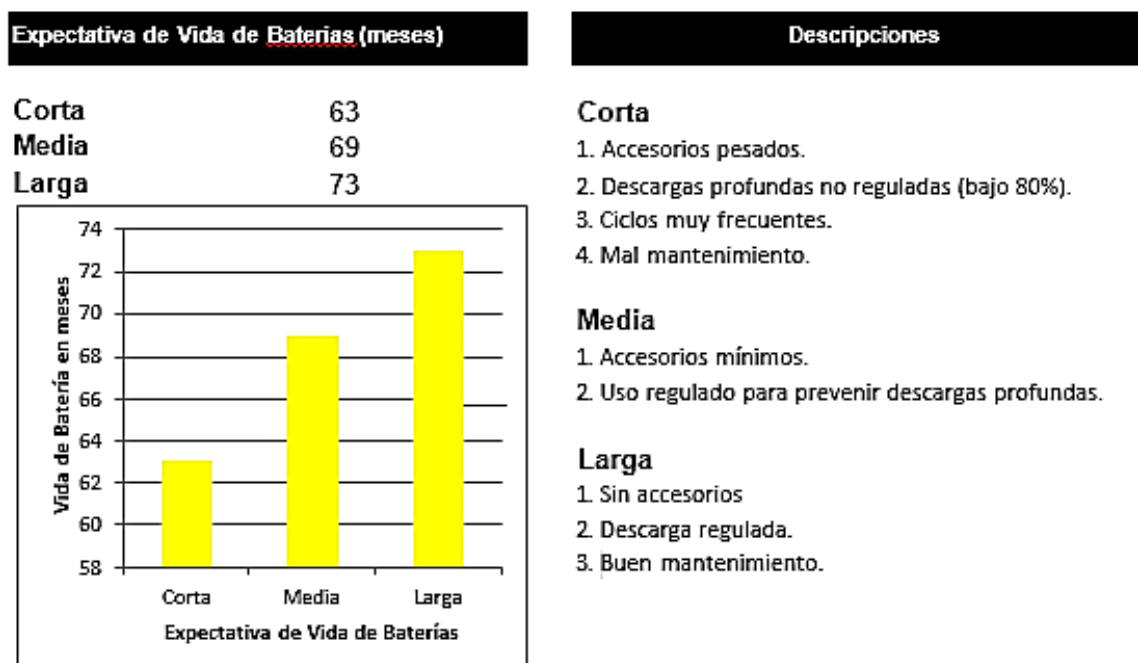 Expectativa de Vida de Baterias (meses)
Corta 63
Media 69
Larga 73
74
72
70
68
66
64
62
60
58
Vida de Batería en meses
Corta Media Larga
Expectativa de Vida de Baterías
Descripciones
Corta
1. Accesorios pesados.
2. Descargas profundas no reguladas (bajo 80%).
3. Ciclos muy frecuentes.
4. Mal mantenimiento.
Media
1. Accesorios mínimos.
2. Uso regulado para prevenir descargas profundas.
Larga
1. Sin accesorios
2. Descarga regulada.
3. Buen mantenimiento.